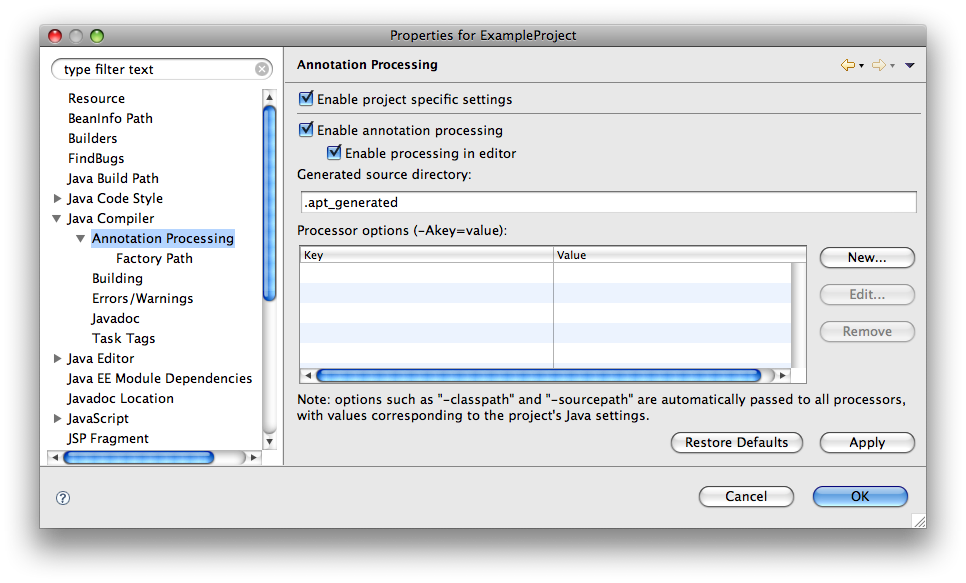 Properties for ExampleProject
type filter text
Resource
BeanInfo Path
Builders
FindBugs
Java Build Path
Java Code Style
Java Compiler
Annotation Processing
Factory Path
Building
Errors/Warnings
Javadoc
Task Tags
Java Editor
Java EE Module Dependencies
Javadoc Location
JavaScript
JSP Fragment
Annotation Processing
Enable project specific settings
Enable annotation processing
Enable processing in editor
Generated source directory:
.apt_generated
Processor options (-Akey=value):
Key Value
New...
Edit...
Remove
Note: options such as "-classpath" and "-sourcepath" are automatically passed to all processors,
with values corresponding to the project's Java settings.
Restore Defaults Apply
? Cancel OK